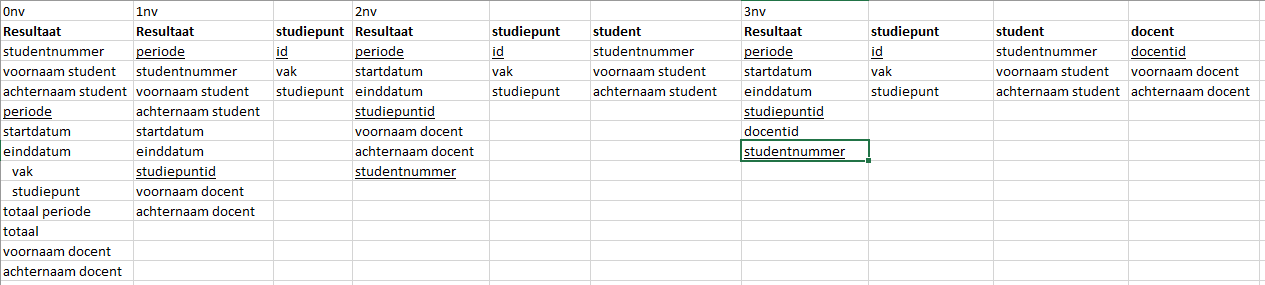 0nv 1nv 2nv 3nv
Resultaat Resultaat studiepunt Resultaat studiepunt student Resultaat studiepunt student docent
studentnummer periode id periode id studentnummer periode id studentnummer docentid
voornaam student studentnummer vak startdatum vak voornaam student startdatum vak voornaam student voornaam docent
achternaam student voornaam student studiepunt einddatum studiepunt achternaam student einddatum studiepunt achternaam student achternaam docent
periode achternaam student studiepuntid studiepuntid
startdatum startdatum voornaam docent docentid
einddatum einddatum achternaam docent studentnummer
vak studiepuntid studentnummer
studiepunt voornaam docent
totaal periode achternaam docent
totaal
voornaam docent
achternaam docent